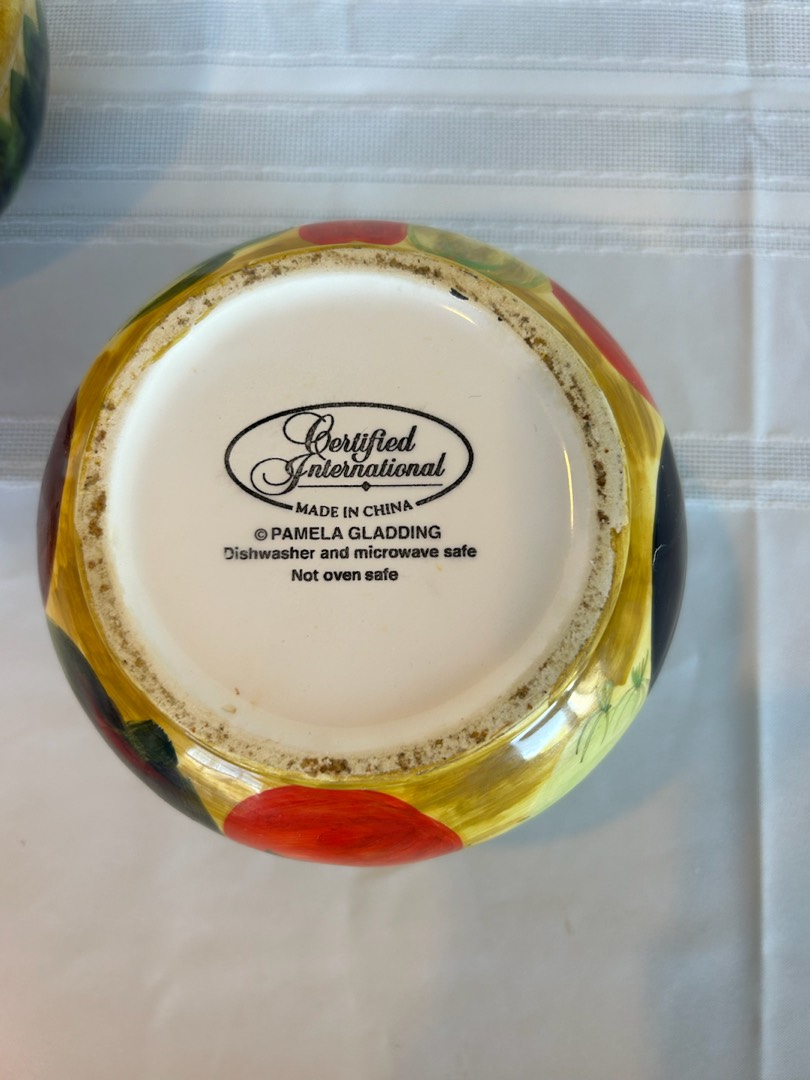 Certified
International
MADE IN CHINA
© PAMELA GLADDING
Dishwasher and microwave safe
Not oven safe